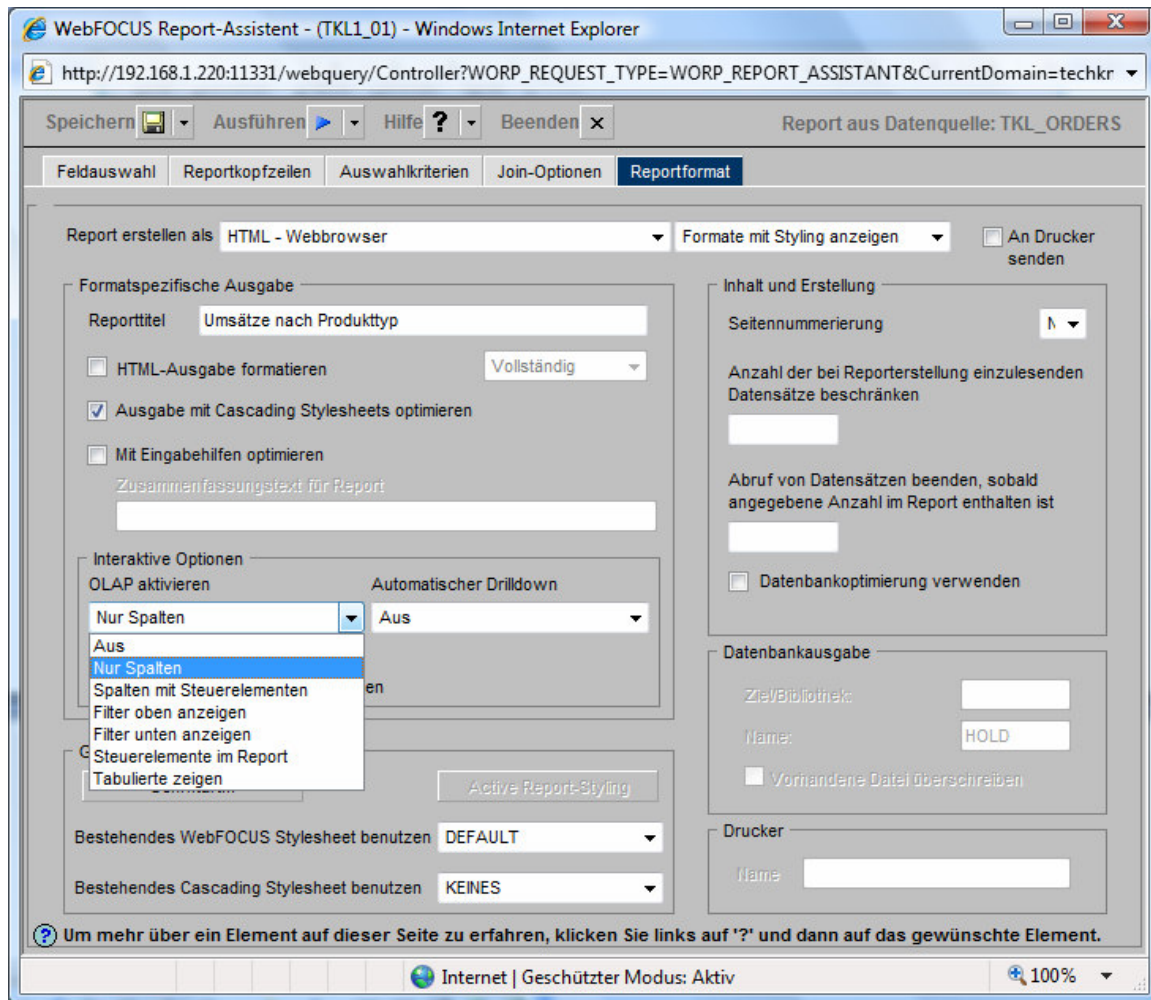 WebFOCUS Report-Assistent - (TKL1_01) - Windows Internet Explorer
http://192.168.1.220:11331/webquery/Controller?WORP_REQUEST_TYPE=WORP_REPORT_ASSISTANT&CurrentDomain=techkr
Speichern Ausführen Hilfe ? Beenden x Report aus Datenquelle: TKL_ORDERS
Feldauswahl Reportkopfzeilen Auswahlkriterien Join-Optionen Reportformat
Report erstellen als HTML - Webbrowser Formate mit Styling anzeigen An Drucker
senden
Formatspezifische Ausgabe
Reporttitel Umsätze nach Produkttyp
HTML-Ausgabe formatieren Vollständig
Ausgabe mit Cascading Stylesheets optimieren
Mit Eingabehilfen optimieren
Zusammenfassungstext für Report
Interaktive Optionen
OLAP aktivieren Automatischer Drilldown
Nur Spalten Aus
Aus
Nur Spalten
Spalten mit Steuerelementen en
Filter oben anzeigen
Filter unten anzeigen
Steuerelemente im Report
Tabulierte zeigen
G
Active Report-Styling
Bestehendes WebFOCUS Stylesheet benutzen DEFAULT
Bestehendes Cascading Stylesheet benutzen KEINES
Inhalt und Erstellung
Seitennummerierung
Anzahl der bei Reporterstellung einzulesenden
Datensätze beschränken
Abruf von Datensätzen beenden, sobald
angegebene Anzahl im Report enthalten ist
Datenbankoptimierung verwenden
Datenbankausgabe
Ziel/Bibliothek:
Name: HOLD
Vorhandene Datei überschreiben
Drucker
Name
? Um mehr über ein Element auf dieser Seite zu erfahren, klicken Sie links auf '?' und dann auf das gewünschte Element.
Internet | Geschützter Modus: Aktiv 100%